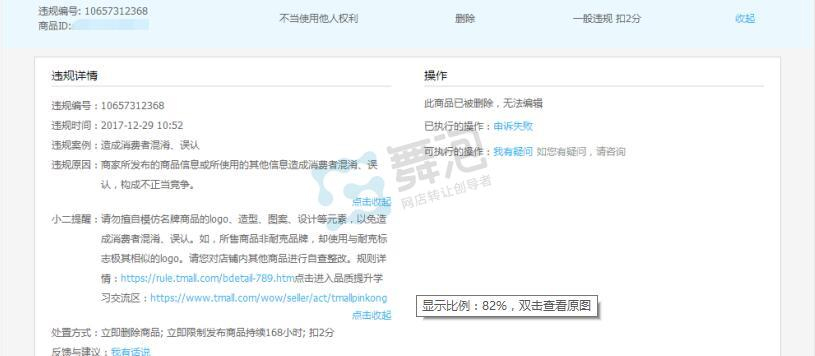 违规编号: 10657312368
商品ID:
不当使用他人权利
删除
一般违规 扣2分
收起
违规详情
违规编号：10657312368
违规时间：2017-12-29 10:52
违规案例：造成消费者混淆、误认
违规原因：商家所发布的商品信息或所使用的其他信息造成消费者混淆、误
认，构成不正当竞争。
点击收起
小二提醒：请勿擅自模仿名牌商品的logo、造型、图案、设计等元素，以免造
成消费者混淆、误认。如，所售商品非耐克品牌，却使用与耐克标
志极其相似的logo。请您对店铺内其他商品进行自查整改。规则详
情：https://rule.tmall.com/bdetail-789.htm点击进入品质提升学
习交流区：https://www.tmall.com/wow/seller/act/tmallpinkong
点击收起
处置方式：立即删除商品; 立即限制发布商品持续168小时; 扣2分
反馈与建议：我有话说
操作
此商品已被删除，无法编辑
已执行的操作：申诉失败
可执行的操作：我有疑问 如您有疑问，请咨询
舞泡
网店转让创导者
显示比例：82%，双击查看原图